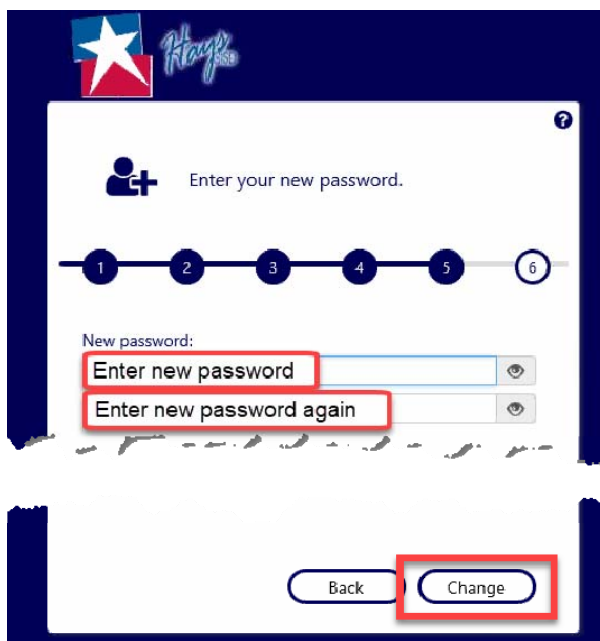 Hays
CISD
Enter your new password.
1 2 3 4 5 6
New password:
Enter new password
Enter new password again
Back Change